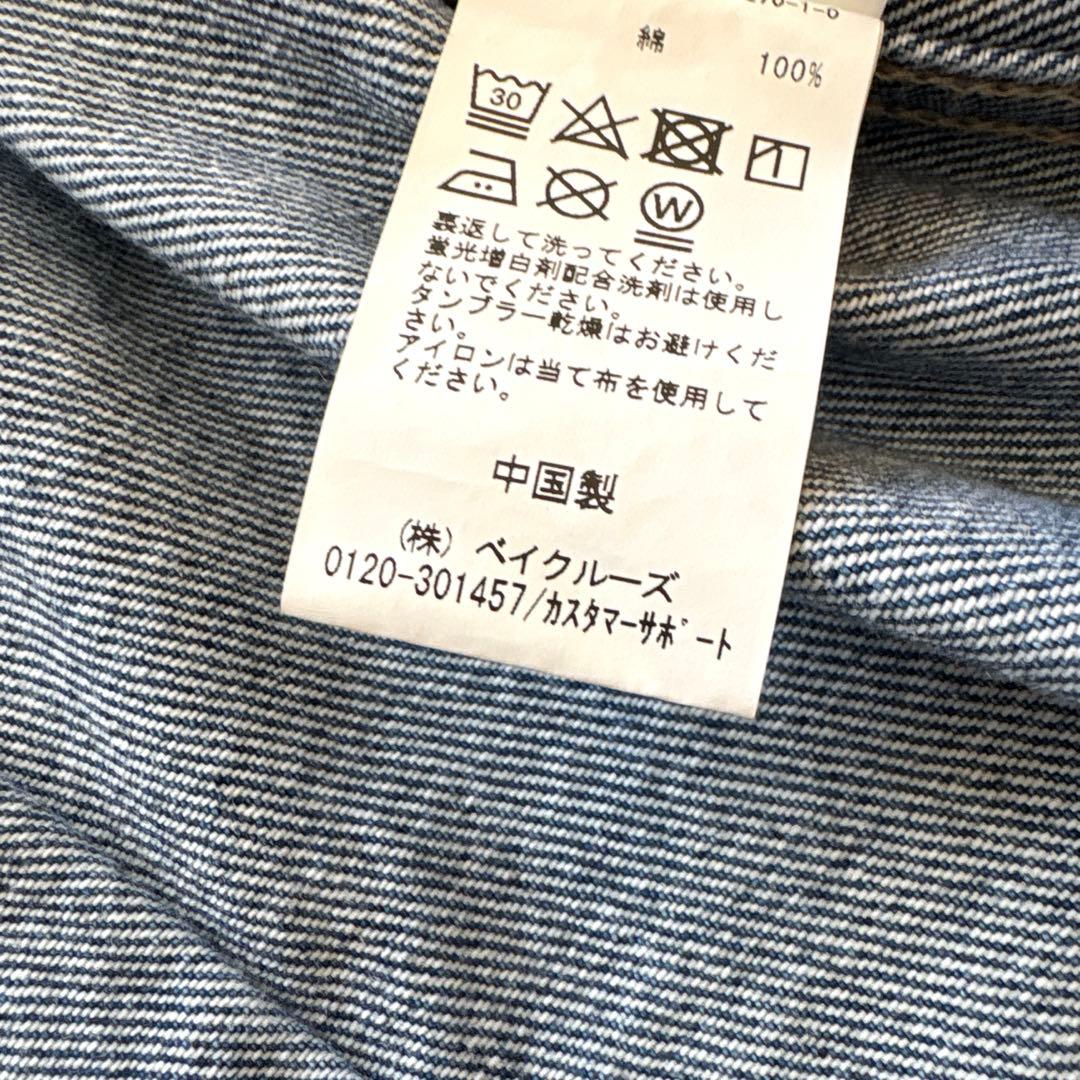 綿 100%
30
W
裏返して洗ってください。
蛍光増白剤配合洗剤は使用し
ないでください。
タンブラー乾燥はお避けくだ
さい。
アイロンは当て布を使用して
ください。
中国製
(株) ベイクルーズ
0120-301457/カスタマーサポート